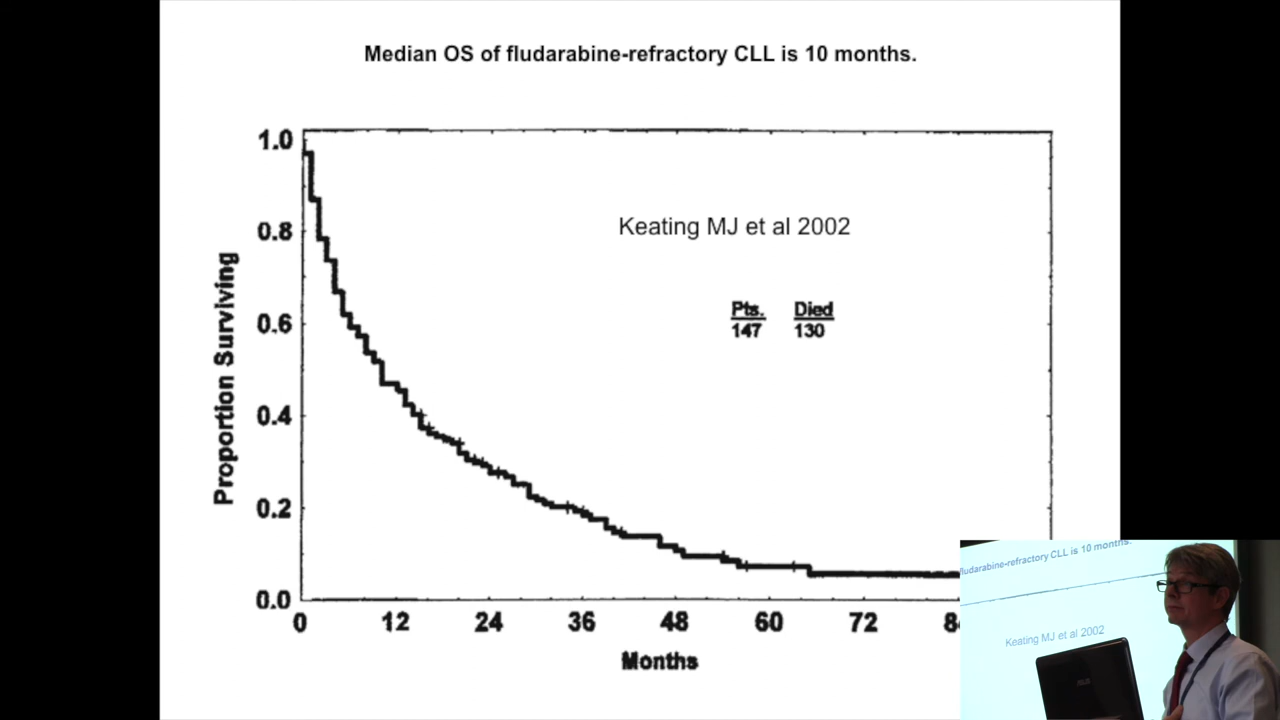 Median OS of fludarabine-refractory CLL is 10 months.
1.0
0.8
0.6
0.4
0.2
0.0
Proportion Surviving
Keating MJ et al 2002
Pts. Died
147 130
0 12 24 36 48 60 72
Months
fludarabine-refractory CLL is 10 months.
Keating MJ et al 2002
ASUS